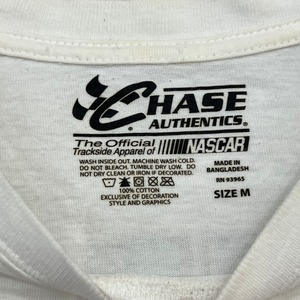 CHASE
AUTHENTICS®
The Official
Trackside Apparel of NASCAR
WASH INSIDE OUT. MACHINE WASH COLD.
DO NOT BLEACH. TUMBLE DRY LOW. DO
NOT DRY CLEAN OR IRON IF DECORATED.
100% COTTON
EXCLUSIVE OF DECORATION
STYLE AND GRAPHICS
MADE IN
BANGLADESH
RN 93965
SIZE M